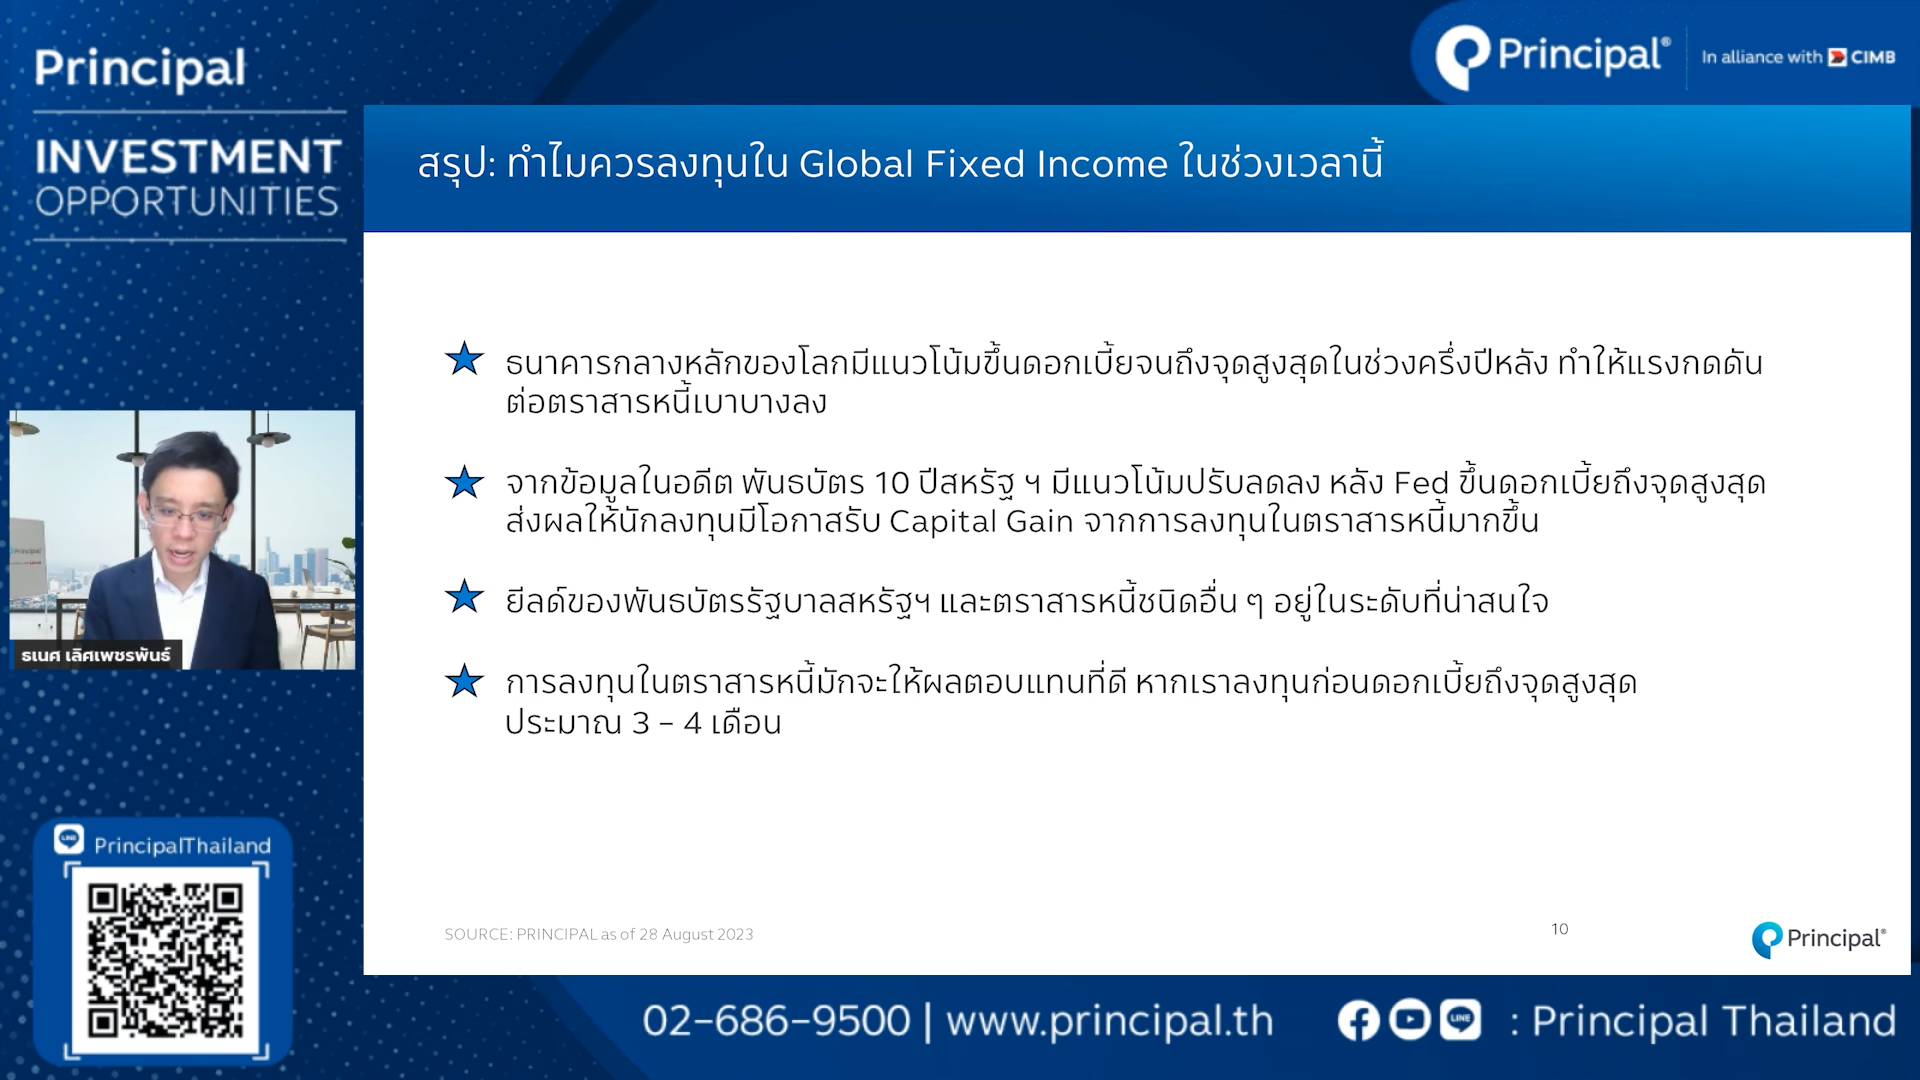 Principal
INVESTMENT
OPPORTUNITIES
Principal®
In alliance with CIMB
สรุป: ทำไมควรลงทุนใน Global Fixed Income ในช่วงเวลานี้
ธนาคารกลางหลักของโลกมีแนวโน้มขึ้นดอกเบี้ยจนถึงจุดสูงสุดในช่วงครึ่งปีหลัง ทำให้แรงกดดัน
ต่อตราสารหนี้เบาบางลง
จากข้อมูลในอดีต พันธบัตร 10 ปีสหรัฐ ฯ มีแนวโน้มปรับลดลง หลัง Fed ขึ้นดอกเบี้ยถึงจุดสูงสุด
ส่งผลให้นักลงทุนมีโอกาสรับ Capital Gain จากการลงทุนในตราสารหนี้มากขึ้น
ยีลด์ของพันธบัตรรัฐบาลสหรัฐฯ และตราสารหนี้ชนิดอื่น ๆ อยู่ในระดับที่น่าสนใจ
การลงทุนในตราสารหนี้มักจะให้ผลตอบแทนที่ดี หากเราลงทุนก่อนดอกเบี้ยถึงจุดสูงสุด
ประมาณ 3 – 4 เดือน
ธเนศ เลิศเพชรพันธ์
LINE PrincipalThailand
SOURCE: PRINCIPAL as of 28 August 2023
10
Principal®
02-686-9500 | www.principal.th
LINE : Principal Thailand